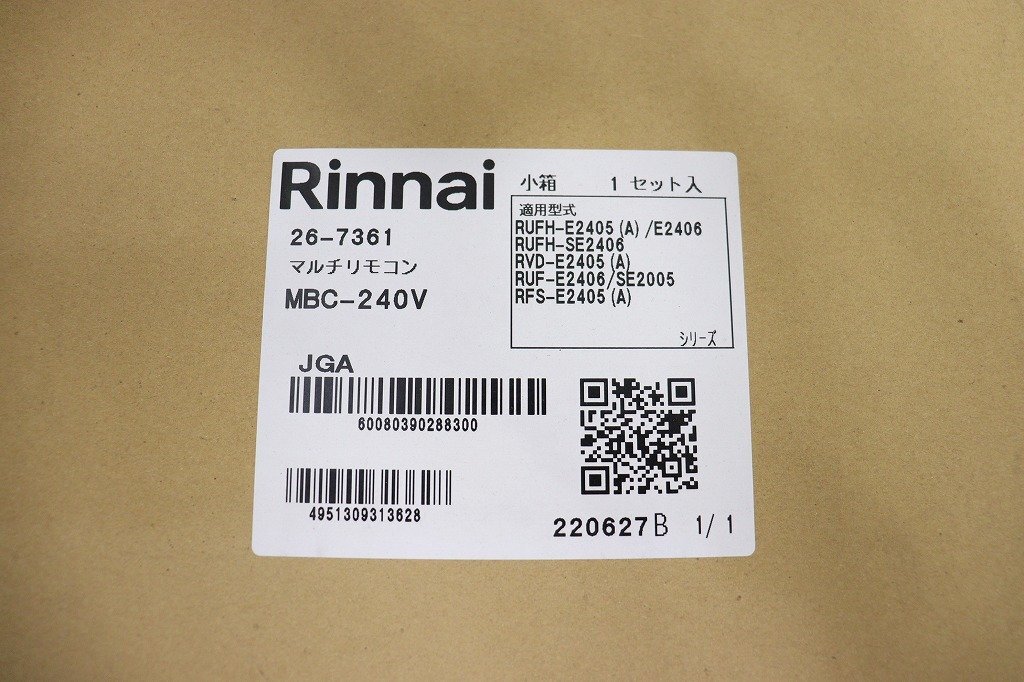 Rinnai
26-7361
マルチリモコン
MBC-240V
小箱 1 セット入
適用型式
RUFH-E2405(A)/E2406
RUFH-SE2406
RVD-E2405(A)
RUF-E2406/SE2005
RFS-E2405(A)
シリーズ
JGA
60080390288300
4951309313628
220627B 1/1